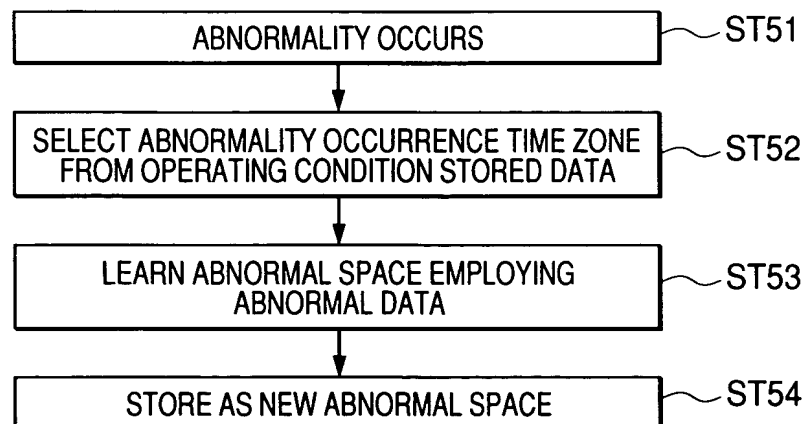 ABNORMALITY OCCURS
ST51
SELECT ABNORMALITY OCCURRENCE TIME ZONE
FROM OPERATING CONDITION STORED DATA
ST52
LEARN ABNORMAL SPACE EMPLOYING
ABNORMAL DATA
ST53
STORE AS NEW ABNORMAL SPACE
ST54